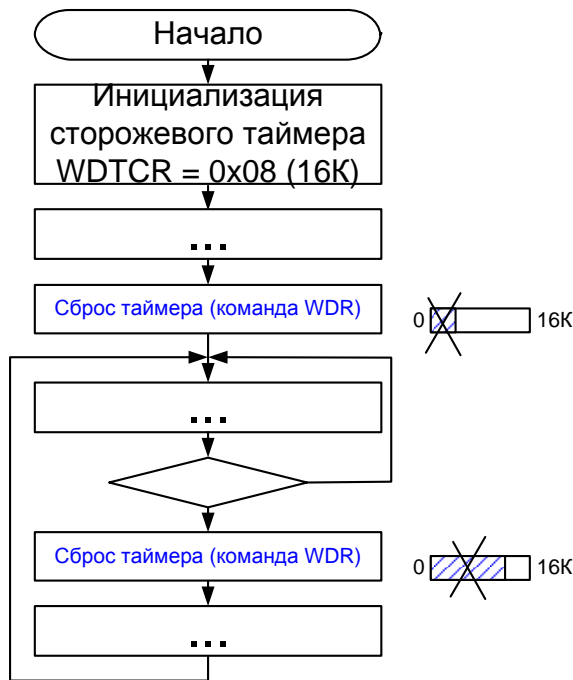 Начало
Инициализация
сторожевого таймера
WDTCR = 0x08 (16К)
...
Сброс таймера (команда WDR)
0 16К
...
Сброс таймера (команда WDR)
0 16К
...